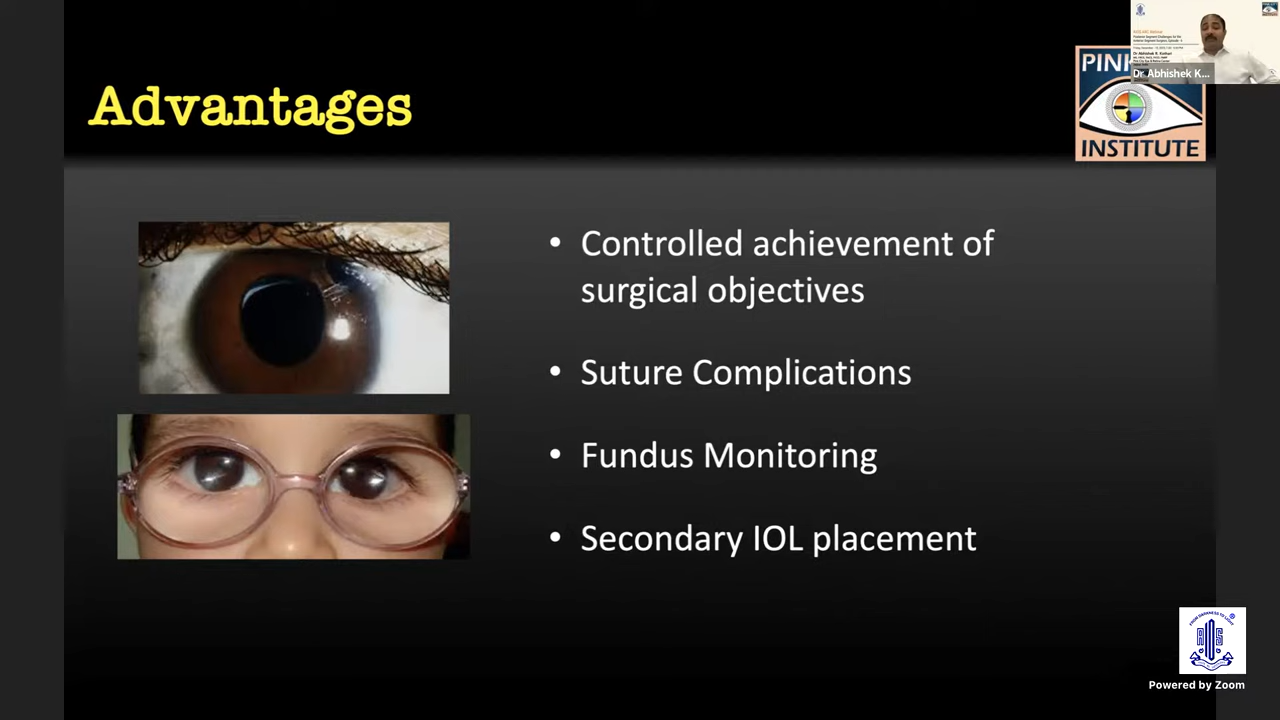 Advantages
PIN
INSTITUTE
Dr Abhishek K...
• Controlled achievement of
surgical objectives
• Suture Complications
• Fundus Monitoring
• Secondary IOL placement
Powered by Zoom